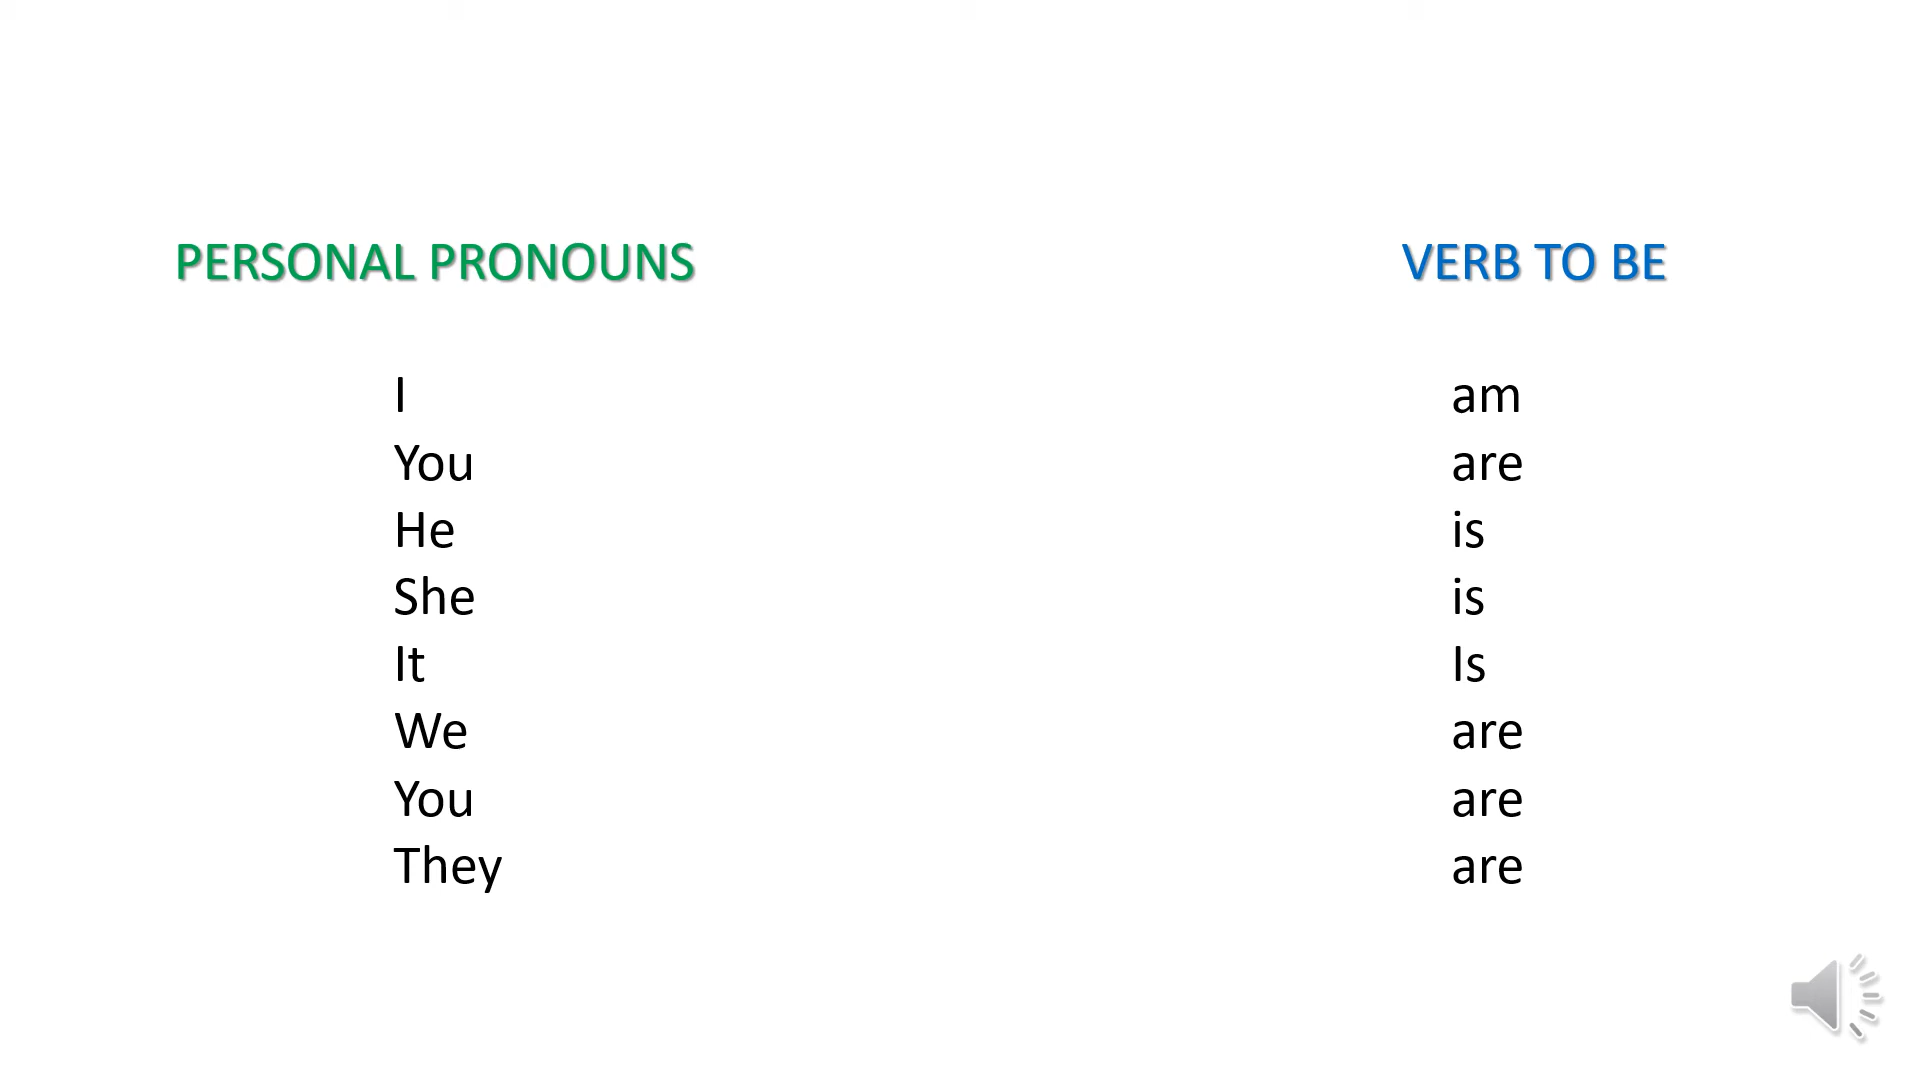 PERSONAL PRONOUNS VERB TO BE
I am
You are
He is
She is
It Is
We are
You are
They are